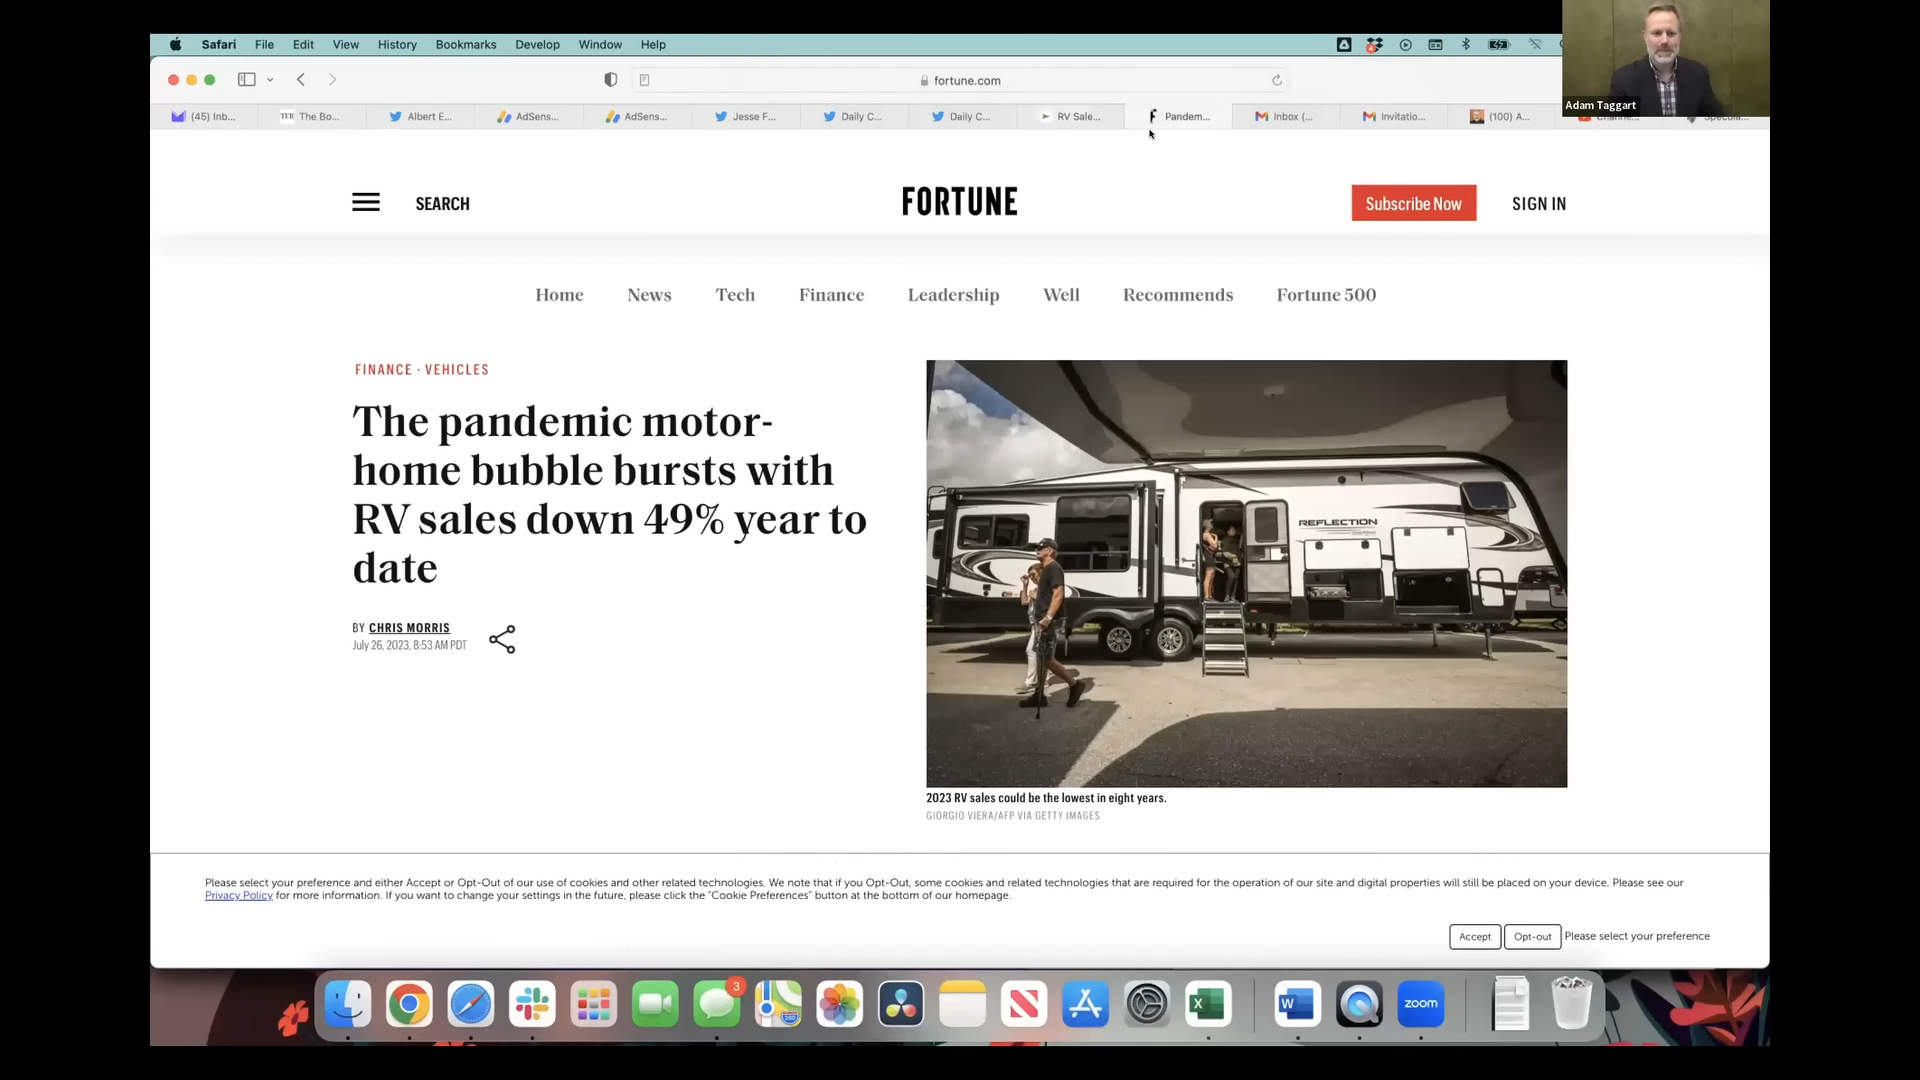 Safari File Edit View History Bookmarks Develop Window Help
Adam Taggart
fortune.com
(45) Inb...
TFR The Bo...
Albert E...
AdSens...
AdSens...
Jesse F...
Daily C...
Daily C...
RV Sale...
Pandem...
Inbox (...
Invitatio...
(100) A...
SEARCH
FORTUNE
Subscribe Now
SIGN IN
Home News Tech Finance Leadership Well Recommends Fortune 500
FINANCE · VEHICLES
The pandemic motor-
home bubble bursts with
RV sales down 49% year to
date
BY CHRIS MORRIS
July 26, 2023, 8:53 AM PDT
REFLECTION
2023 RV sales could be the lowest in eight years.
GIORGIO VIERA/AFP VIA GETTY IMAGES
Please select your preference and either Accept or Opt-Out of our use of cookies and other related technologies. We note that if you Opt-Out, some cookies and related technologies that are required for the operation of our site and digital properties will still be placed on your device. Please see our
Privacy Policy for more information. If you want to change your settings in the future, please click the "Cookie Preferences" button at the bottom of our homepage.
Accept Opt-out Please select your preference
3
280
X
W
zoom